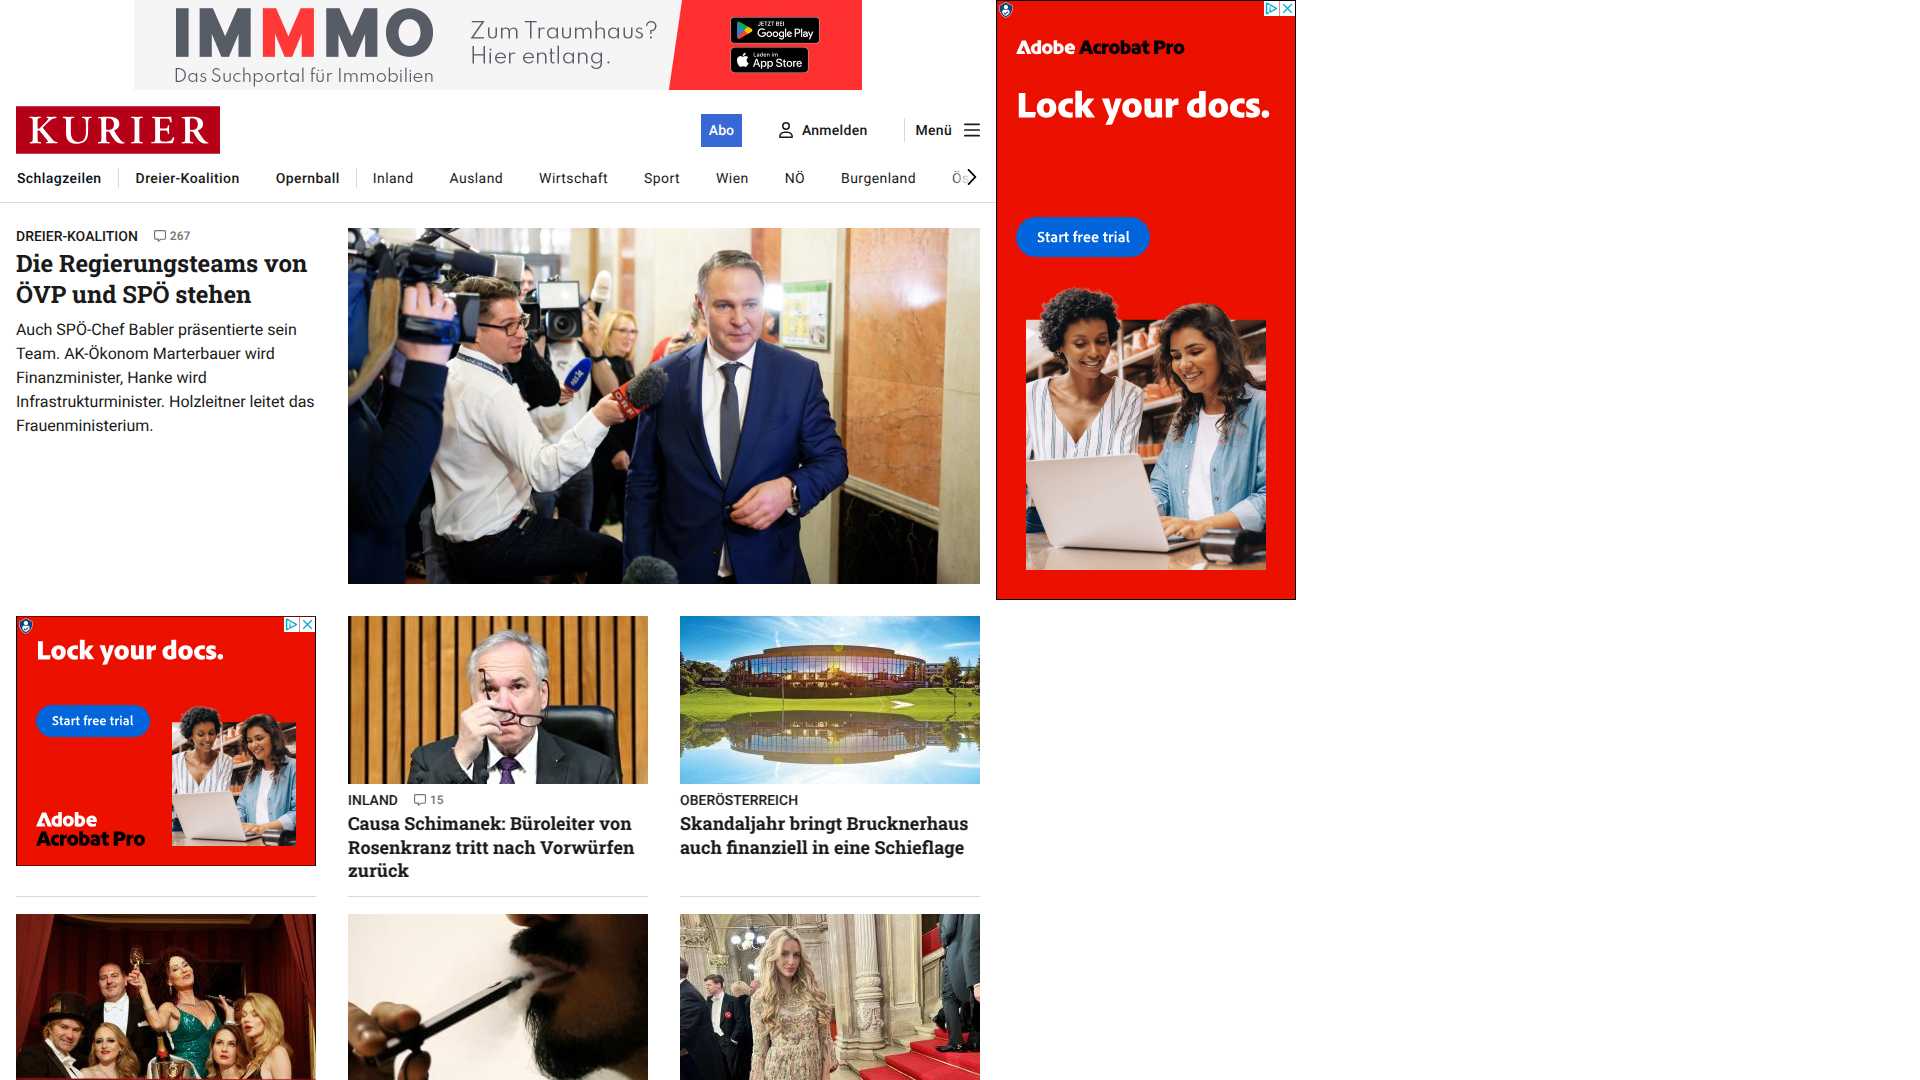 IMMMO
Das Suchportal für Immobilien
Zum Traumhaus?
Hier entlang.
JETZT BEI
Google Play
Laden im
App Store
KURIER
Abo
Anmelden
Menü
Schlagzeilen
Dreier-Koalition
Opernball
Inland
Ausland
Wirtschaft
Sport
Wien
NÖ
Burgenland
Adobe Acrobat Pro
Lock your docs.
Start free trial
DREIER-KOALITION 267
Die Regierungsteams von
ÖVP und SPÖ stehen
Auch SPÖ-Chef Babler präsentierte sein
Team. AK-Ökonom Marterbauer wird
Finanzminister, Hanke wird
Infrastrukturminister. Holzleitner leitet das
Frauenministerium.
ORF
Lock your docs.
Start free trial
Adobe
Acrobat Pro
INLAND 15
Causa Schimanek: Büroleiter von
Rosenkranz tritt nach Vorwürfen
zurück
OBERÖSTERREICH
Skandaljahr bringt Brucknerhaus
auch finanziell in eine Schieflage